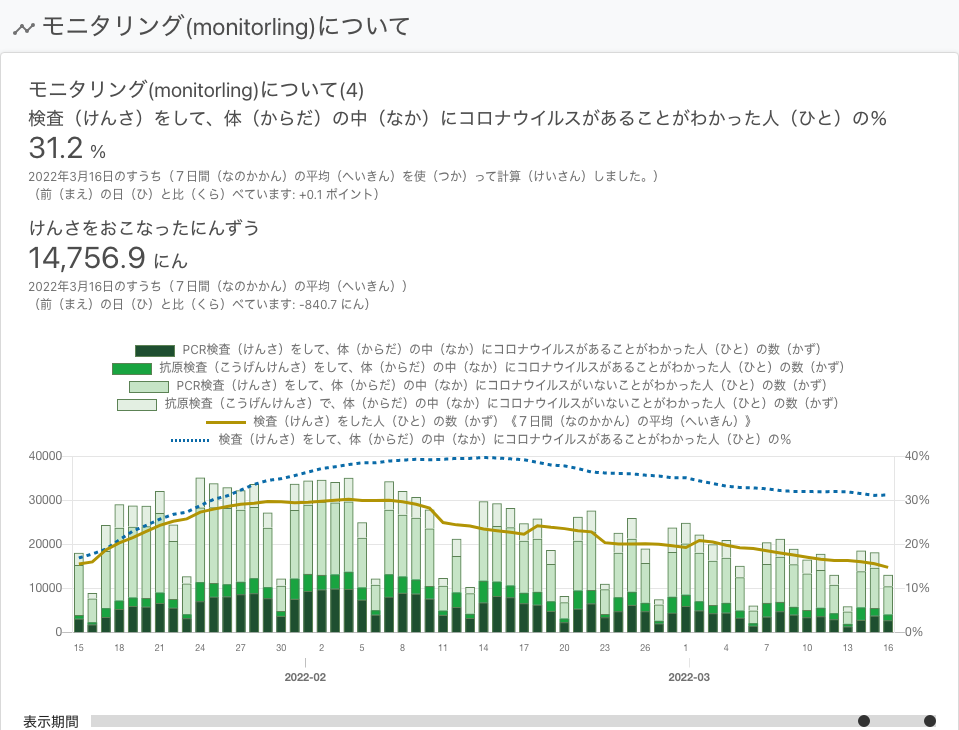 モニタリング(monitorling)について
モニタリング(monitorling)について(4)
検査（けんさ）をして、体（からだ）の中（なか）にコロナウイルスがあることがわかった人（ひと）の%
31.2 %
2022年3月16日のすうち（７日間（なのかかん）の平均（へいきん）を使（つか）って計算（けいさん）しました。）
（前（まえ）の日（ひ）と比（くら）べています: +0.1 ポイント）
けんさをおこなったにんずう
14,756.9 にん
2022年3月16日のすうち（７日間（なのかかん）の平均（へいきん））
（前（まえ）の日（ひ）と比（くら）べています: -840.7 にん）
PCR検査（けんさ）をして、体（からだ）の中（なか）にコロナウイルスがあることがわかった人（ひと）の数（かず）
抗原検査（こうげんけんさ）をして、体（からだ）の中（なか）にコロナウイルスがあることがわかった人（ひと）の数（かず）
PCR検査（けんさ）をして、体（からだ）の中（なか）にコロナウイルスがいないことがわかった人（ひと）の数（かず）
抗原検査（こうげんけんさ）で、体（からだ）の中（なか）にコロナウイルスがいないことがわかった人（ひと）の数（かず）
検査（けんさ）をした人（ひと）の数（かず）《７日間（なのかかん）の平均（へいきん）》
検査（けんさ）をして、体（からだ）の中（なか）にコロナウイルスがあることがわかった人（ひと）の%
40000 40%
30000 30%
20000 20%
10000 10%
0 0%
15 18 21 24 27 30 2 5 8 11 14 17 20 23 26 1 4 7 10 13 16
2022-02 2022-03
表示期間